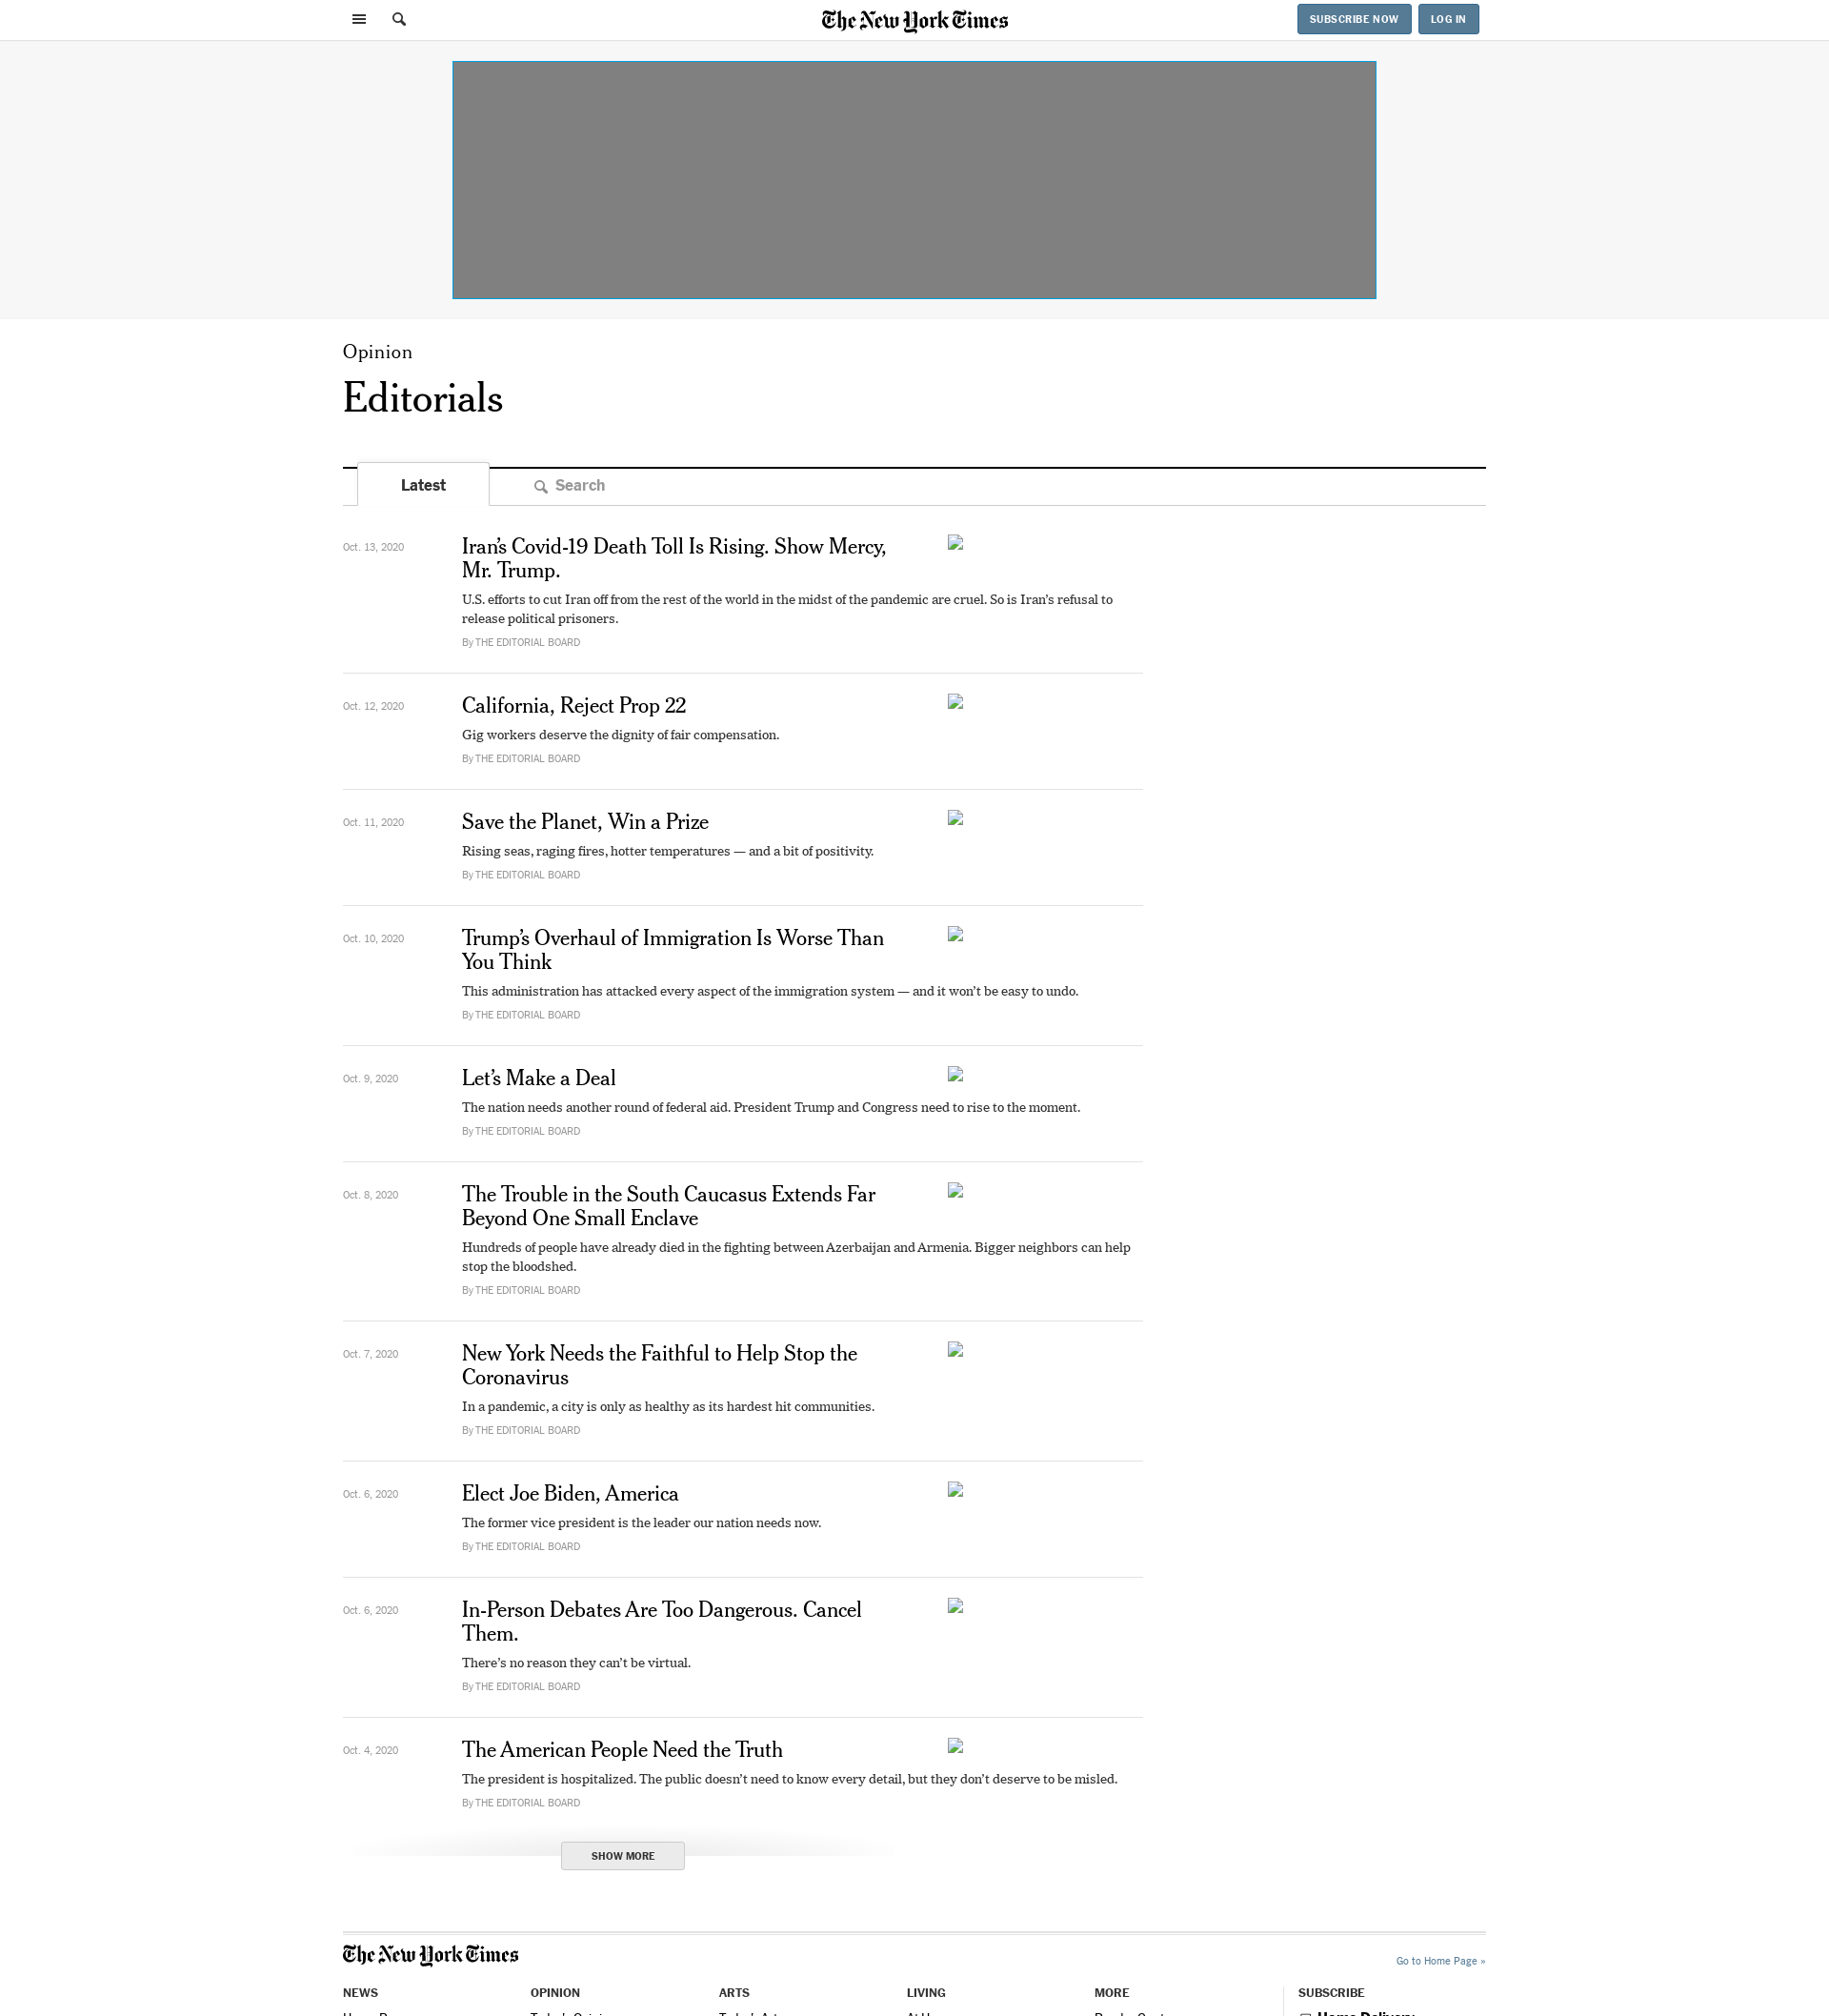 The New York Times
SUBSCRIBE NOW
LOG IN
Opinion
Editorials
Latest
Search
Oct. 13, 2020
Iran’s Covid-19 Death Toll Is Rising. Show Mercy,
Mr. Trump.
U.S. efforts to cut Iran off from the rest of the world in the midst of the pandemic are cruel. So is Iran’s refusal to
release political prisoners.
By THE EDITORIAL BOARD
Oct. 12, 2020
California, Reject Prop 22
Gig workers deserve the dignity of fair compensation.
By THE EDITORIAL BOARD
Oct. 11, 2020
Save the Planet, Win a Prize
Rising seas, raging fires, hotter temperatures — and a bit of positivity.
By THE EDITORIAL BOARD
Oct. 10, 2020
Trump’s Overhaul of Immigration Is Worse Than
You Think
This administration has attacked every aspect of the immigration system — and it won’t be easy to undo.
By THE EDITORIAL BOARD
Oct. 9, 2020
Let’s Make a Deal
The nation needs another round of federal aid. President Trump and Congress need to rise to the moment.
By THE EDITORIAL BOARD
Oct. 8, 2020
The Trouble in the South Caucasus Extends Far
Beyond One Small Enclave
Hundreds of people have already died in the fighting between Azerbaijan and Armenia. Bigger neighbors can help
stop the bloodshed.
By THE EDITORIAL BOARD
Oct. 7, 2020
New York Needs the Faithful to Help Stop the
Coronavirus
In a pandemic, a city is only as healthy as its hardest hit communities.
By THE EDITORIAL BOARD
Oct. 6, 2020
Elect Joe Biden, America
The former vice president is the leader our nation needs now.
By THE EDITORIAL BOARD
Oct. 6, 2020
In-Person Debates Are Too Dangerous. Cancel
Them.
There’s no reason they can’t be virtual.
By THE EDITORIAL BOARD
Oct. 4, 2020
The American People Need the Truth
The president is hospitalized. The public doesn’t need to know every detail, but they don’t deserve to be misled.
By THE EDITORIAL BOARD
SHOW MORE
The New York Times
Go to Home Page »
NEWS
OPINION
ARTS
LIVING
MORE
SUBSCRIBE